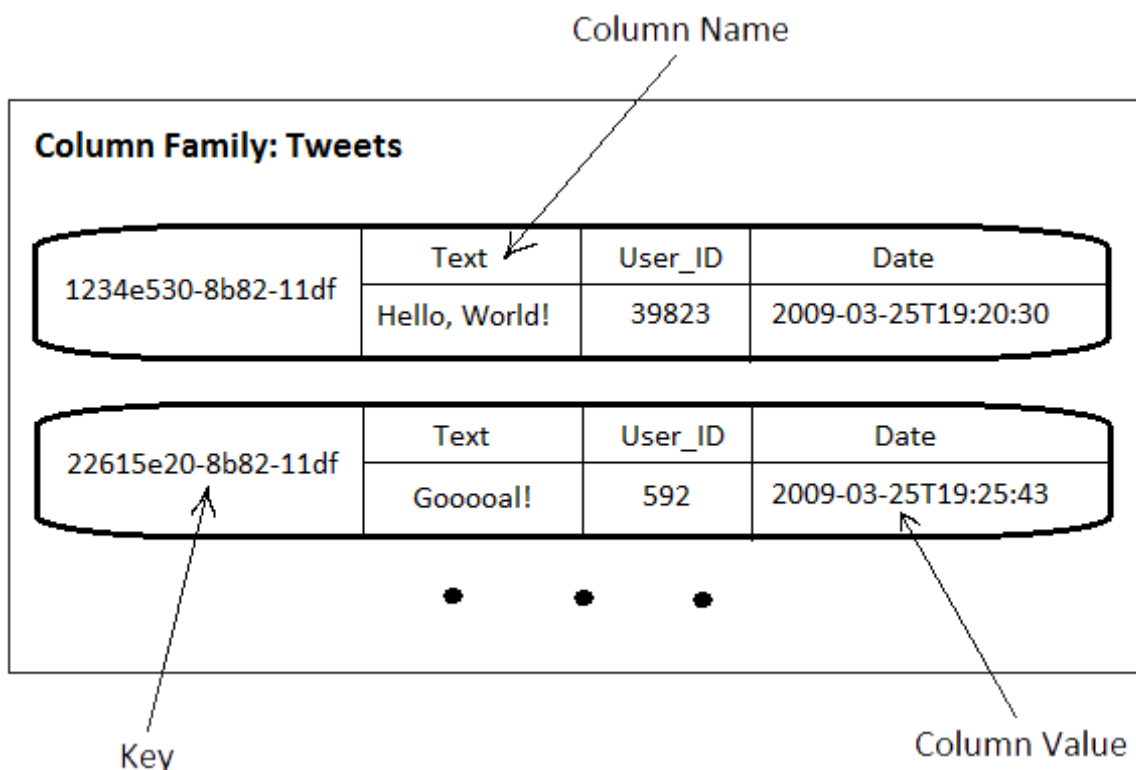 Column Name
Column Family: Tweets
Text User_ID Date
1234e530-8b82-11df
Hello, World! 39823 2009-03-25T19:20:30
Text User_ID Date
22615e20-8b82-11df
Gooooal! 592 2009-03-25T19:25:43
Key
Column Value